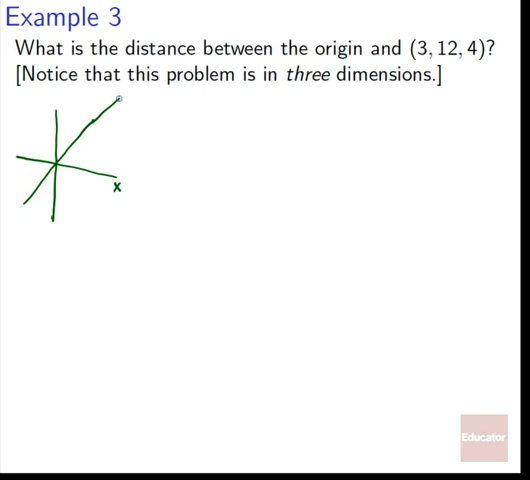 Example 3
What is the distance between the origin and (3, 12, 4)?
[Notice that this problem is in three dimensions.]
x
Educator